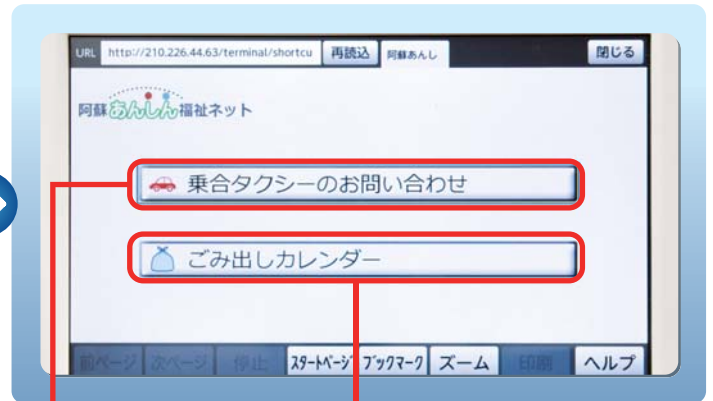 URL http://210.226.44.63/terminal/shortcu 再読込 阿蘇あんし 閉じる
阿蘇あんしん福祉ネット
乗合タクシーのお問い合わせ
ごみ出しカレンダー
前ページ 次ページ 停止 スタートページ ブックマーク ズーム 印刷 ヘルプ